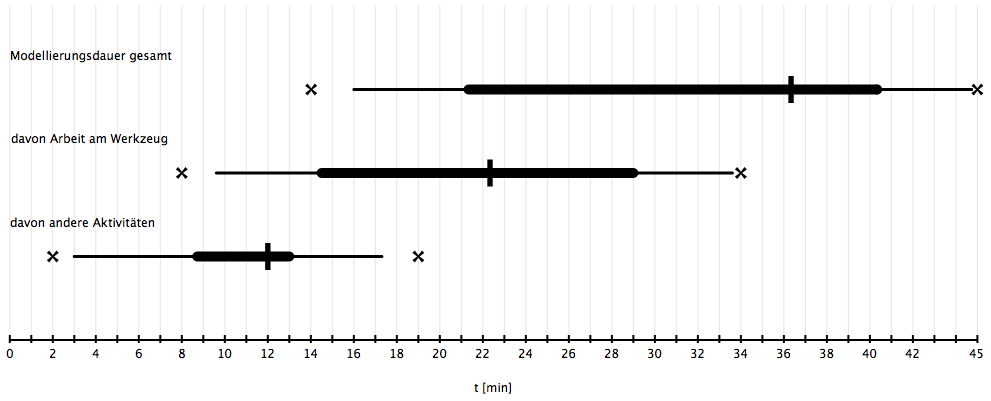 Modellierungsdauer gesamt
davon Arbeit am Werkzeug
davon andere Aktivitäten
0 2 4 6 8 10 12 14 16 18 20 22 24 26 28 30 32 34 36 38 40 42 45
t [min]